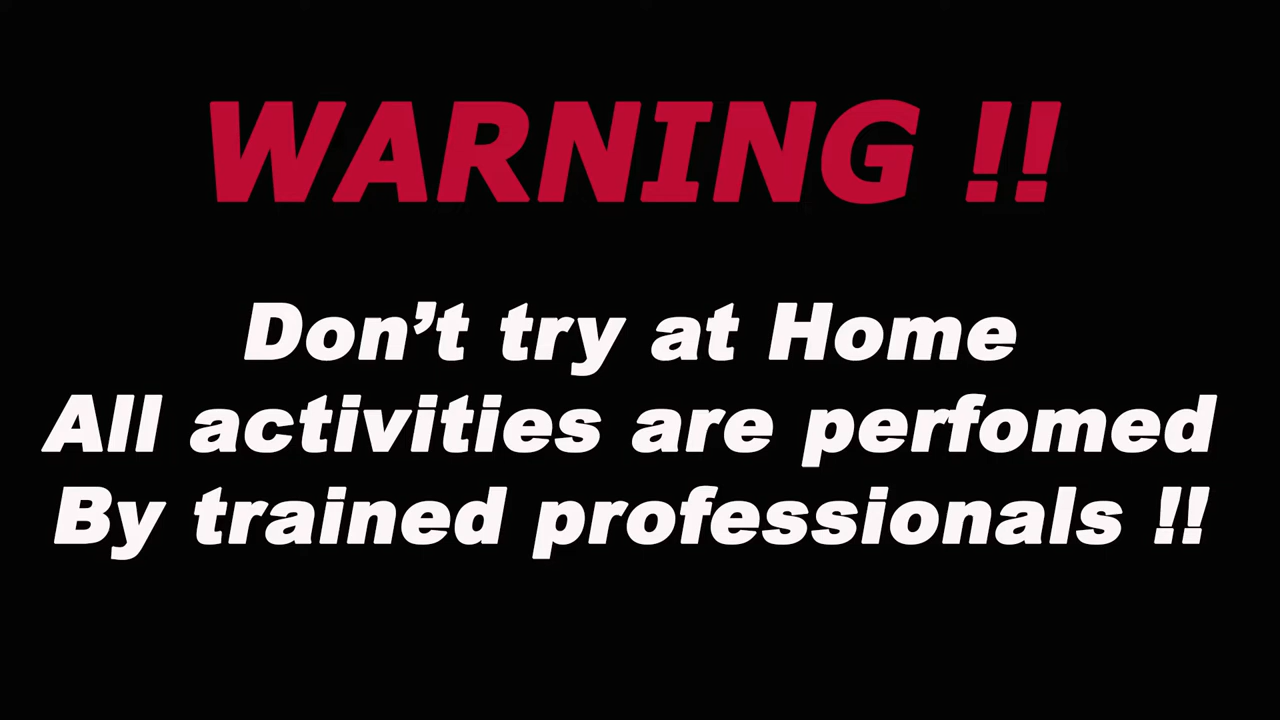 WARNING !!
Don’t try at Home
All activities are perfomed
By trained professionals !!